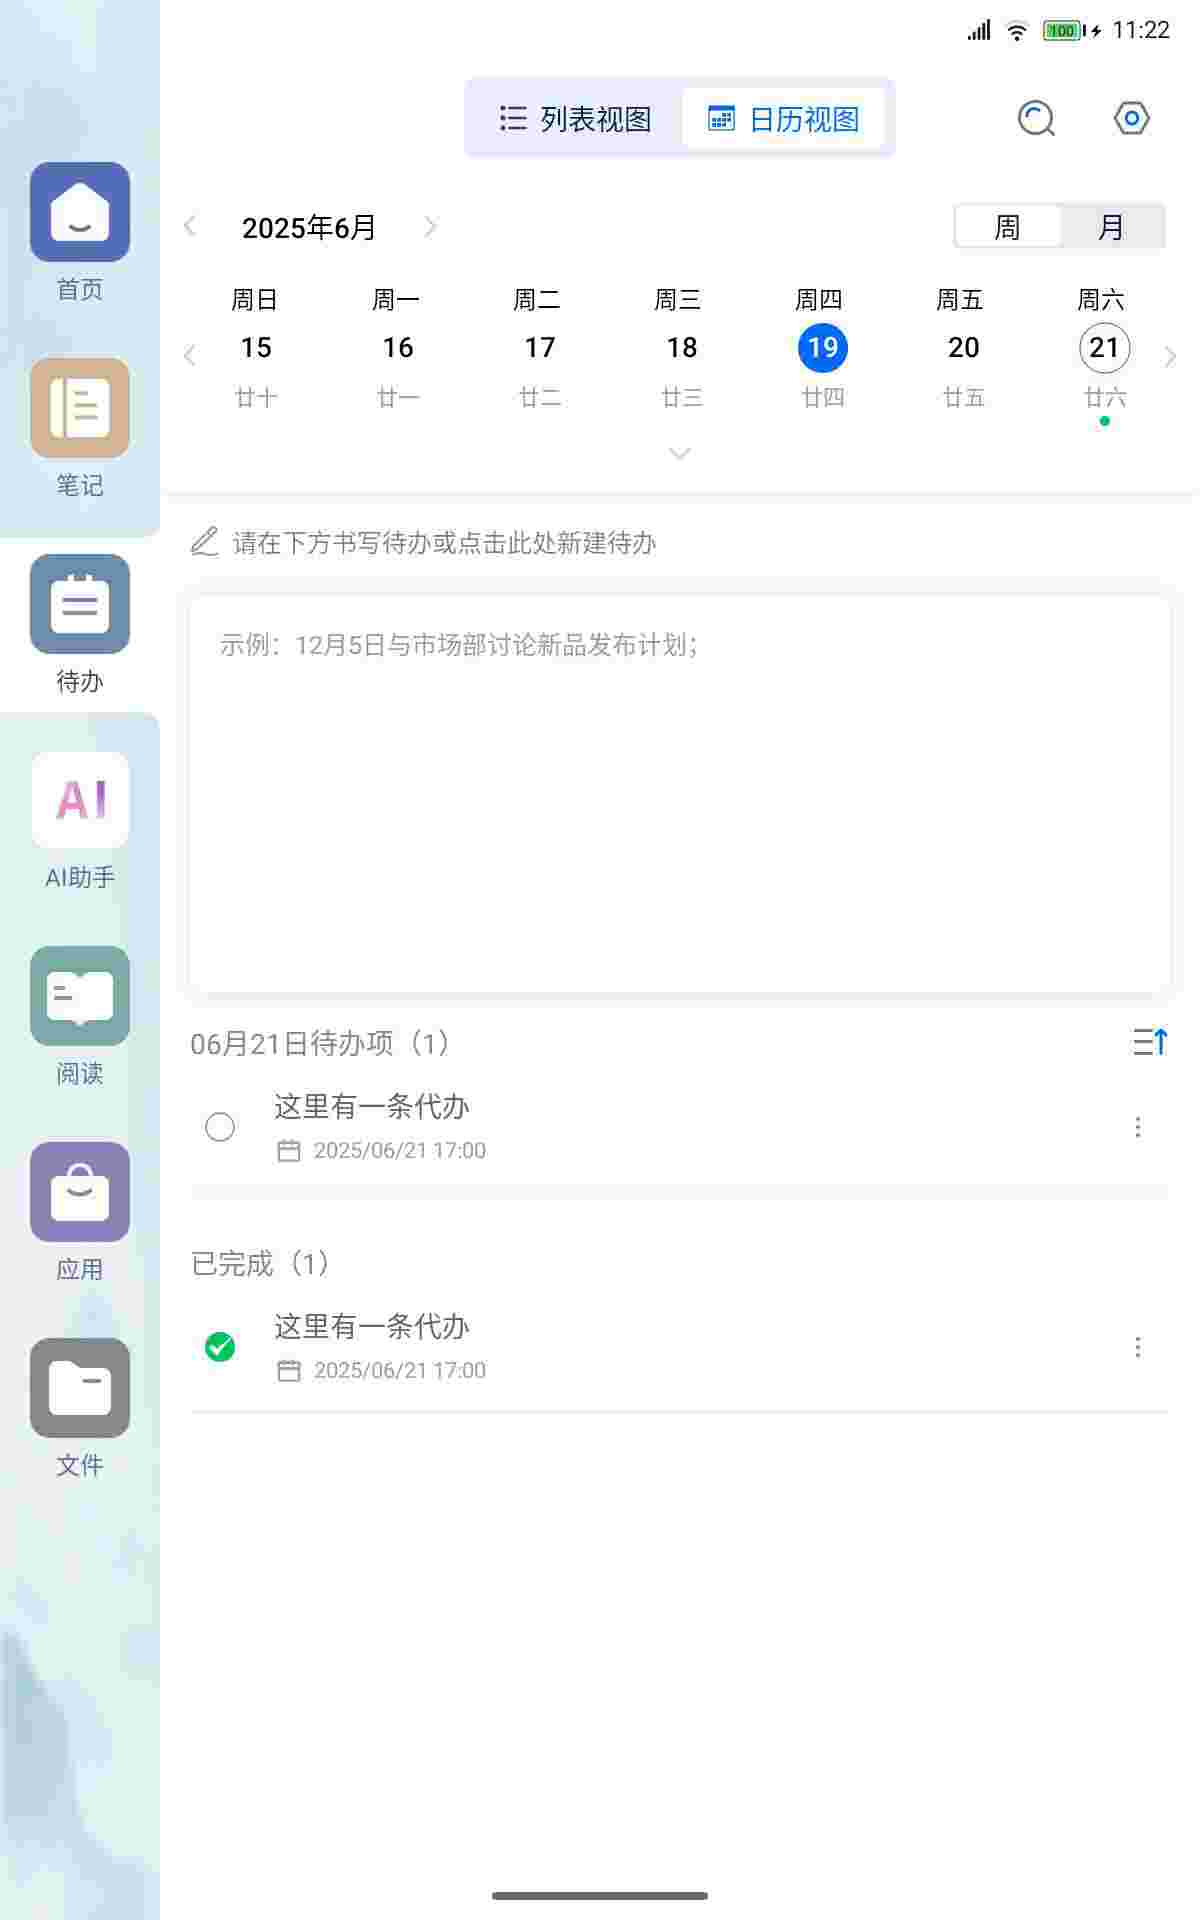 100 11:22
列表视图 日历视图
2025年6月 周 月
周日 周一 周二 周三 周四 周五 周六
15 16 17 18 19 20 21
廿十 廿一 廿二 廿三 廿四 廿五 廿六
请在下方书写待办或点击此处新建待办
示例：12月5日与市场部讨论新品发布计划；
06月21日待办项（1）
这里有一条代办
2025/06/21 17:00
已完成（1）
这里有一条代办
2025/06/21 17:00
首页
笔记
待办
AI
AI助手
阅读
应用
文件